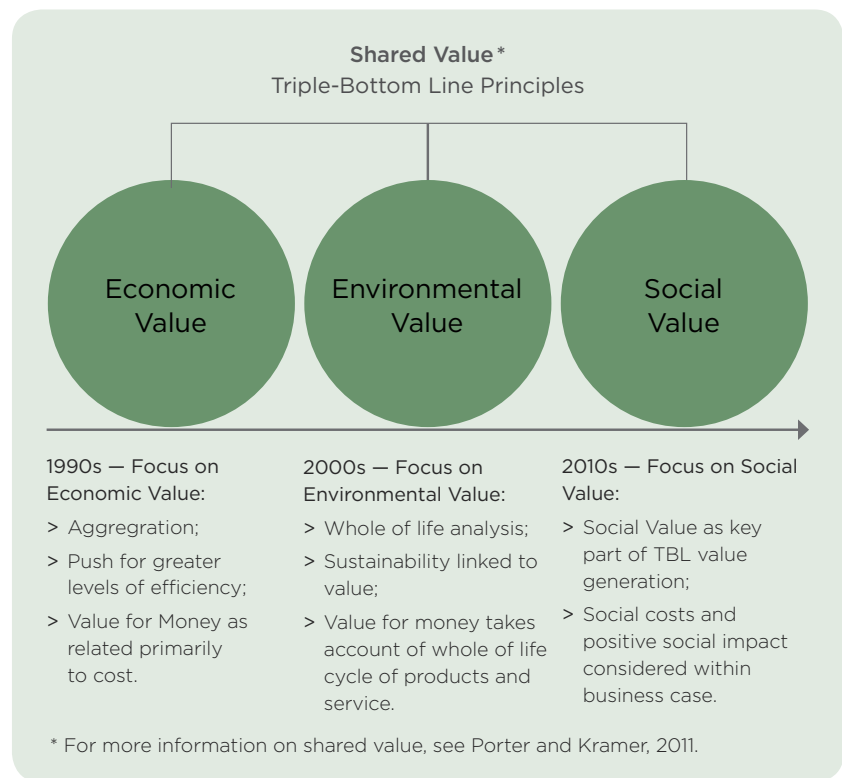 Shared Value*
Triple-Bottom Line Principles
Economic
Value
Environmental
Value
Social
Value
1990s — Focus on
Economic Value:
> Aggregration;
> Push for greater
levels of efficiency;
> Value for Money as
related primarily
to cost.
2000s — Focus on
Environmental Value:
> Whole of life analysis;
> Sustainability linked to
value;
> Value for money takes
account of whole of life
cycle of products and
service.
2010s — Focus on Social
Value:
> Social Value as key
part of TBL value
generation;
> Social costs and
positive social impact
considered within
business case.
* For more information on shared value, see Porter and Kramer, 2011.